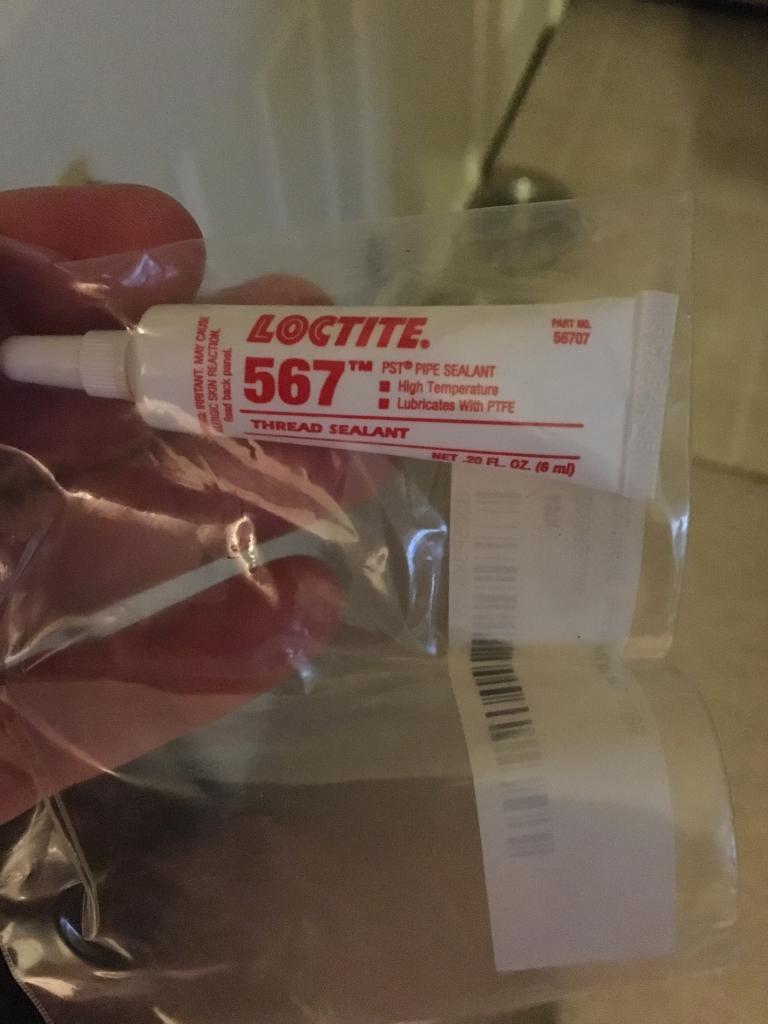 LOCTITE.
PART NO.
56707
567™ PST® PIPE SEALANT
■ High Temperature
■ Lubricates With PTFE
THREAD SEALANT
NET .20 FL. OZ. (6 ml)
IRRITANT. MAY CAUSE
SKIN REACTION.
Read back panel.